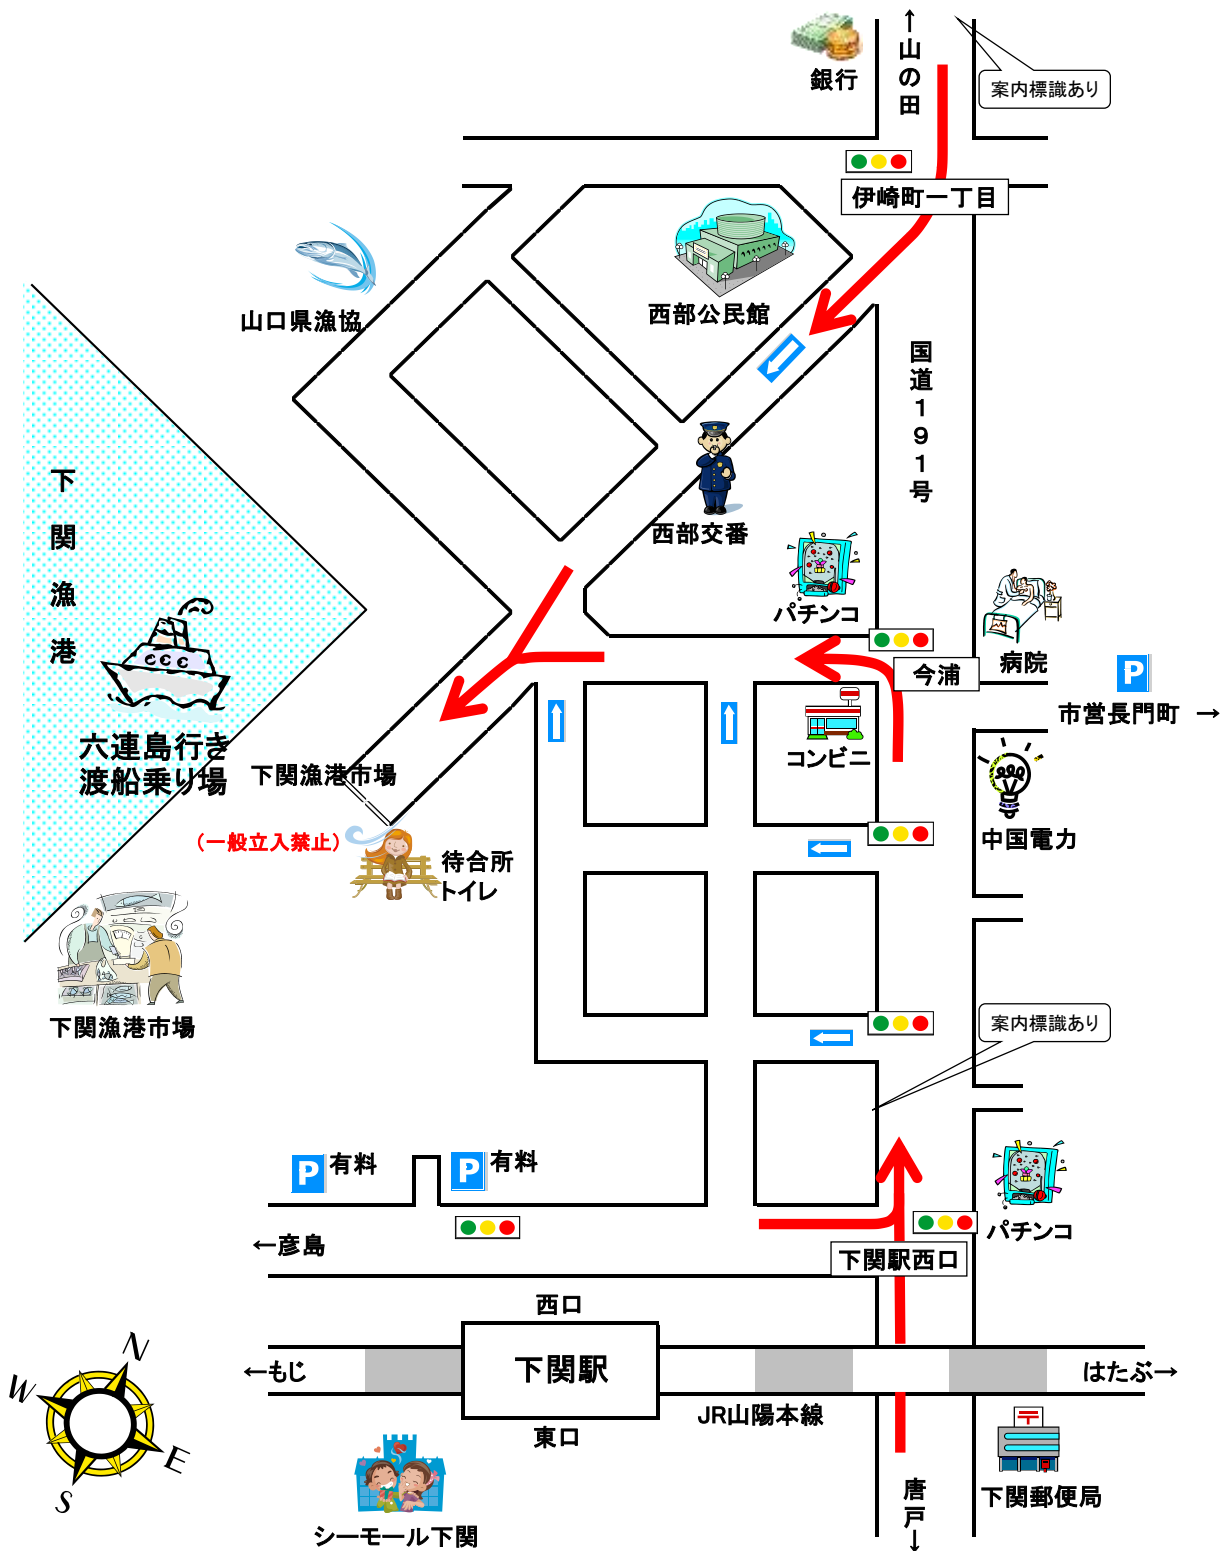 ↑山の田
案内標識あり
銀行
伊崎町一丁目
西部公民館
山口県漁協
国道191号
下関漁港
西部交番
パチンコ
今浦
病院
P
市営長門町 →
六連島行き
渡船乗り場
下関漁港市場
コンビニ
(一般立入禁止)
待合所
トイレ
中国電力
下関漁港市場
案内標識あり
P有料
P有料
パチンコ
←彦島
下関駅西口
西口
下関駅
←もじ
はたぶ→
東口
JR山陽本線
N
W
E
S
シーモール下関
〒
下関郵便局
唐戸↓